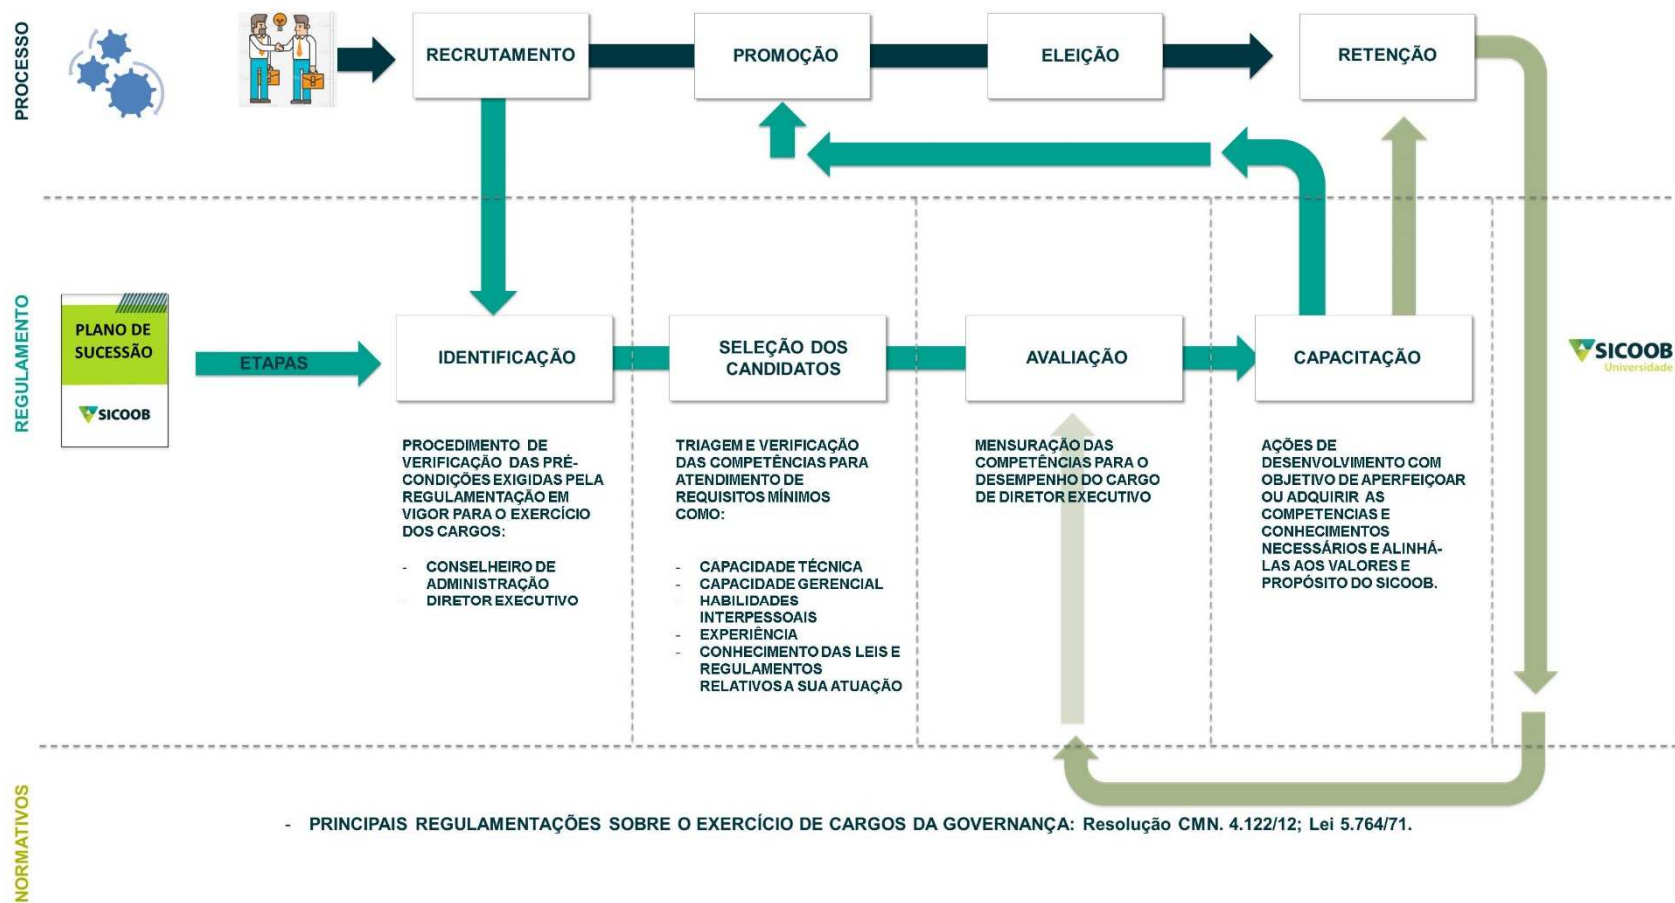 PROCESSO
RECRUTAMENTO
PROMOÇÃO
ELEIÇÃO
RETENÇÃO
REGULAMENTO
PLANO DE
SUCESSÃO
SICOOB
ETAPAS
IDENTIFICAÇÃO
SELEÇÃO DOS
CANDIDATOS
AVALIAÇÃO
CAPACITAÇÃO
SICOOB
Universidade
PROCEDIMENTO DE
VERIFICAÇÃO DAS PRÉ-
CONDIÇÕES EXIGIDAS PELA
REGULAMENTAÇÃO EM
VIGOR PARA O EXERCÍCIO
DOS CARGOS:
- CONSELHEIRO DE
ADMINISTRAÇÃO
- DIRETOR EXECUTIVO
TRIAGEM E VERIFICAÇÃO
DAS COMPETÊNCIAS PARA
ATENDIMENTO DE
REQUISITOS MÍNIMOS
COMO:
- CAPACIDADE TÉCNICA
- CAPACIDADE GERENCIAL
- HABILIDADES
INTERPESSOAIS
- EXPERIÊNCIA
- CONHECIMENTO DAS LEIS E
REGULAMENTOS
RELATIVOS A SUA ATUAÇÃO
MENSURAÇÃO DAS
COMPETÊNCIAS PARA O
DESEMPENHO DO CARGO
DE DIRETOR EXECUTIVO
AÇÕES DE
DESENVOLVIMENTO COM
OBJETIVO DE APERFEIÇOAR
OU ADQUIRIR AS
COMPETENCIAS E
CONHECIMENTOS
NECESSÁRIOS E ALINHÁ-
LAS AOS VALORES E
PROPÓSITO DO SICOOB.
NORMATIVOS
- PRINCIPAIS REGULAMENTAÇÕES SOBRE O EXERCÍCIO DE CARGOS DA GOVERNANÇA: Resolução CMN. 4.122/12; Lei 5.764/71.